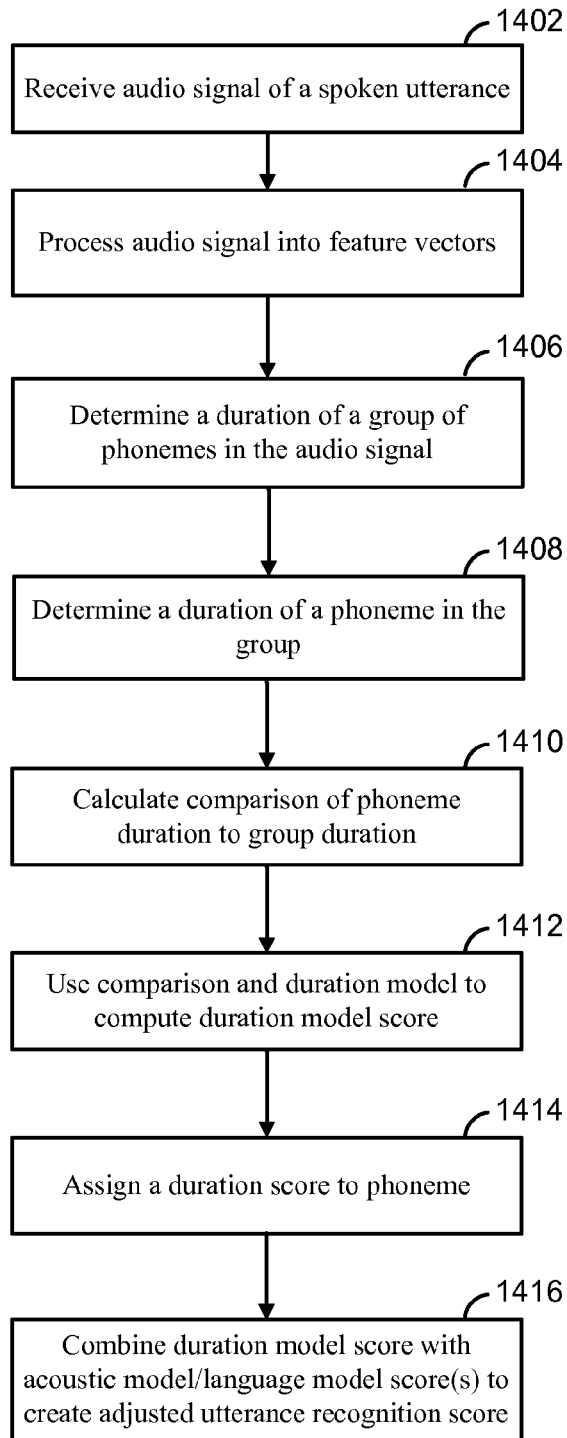 1402
Receive audio signal of a spoken utterance
1404
Process audio signal into feature vectors
1406
Determine a duration of a group of
phonemes in the audio signal
1408
Determine a duration of a phoneme in the
group
1410
Calculate comparison of phoneme
duration to group duration
1412
Use comparison and duration model to
compute duration model score
1414
Assign a duration score to phoneme
1416
Combine duration model score with
acoustic model/language model score(s) to
create adjusted utterance recognition score